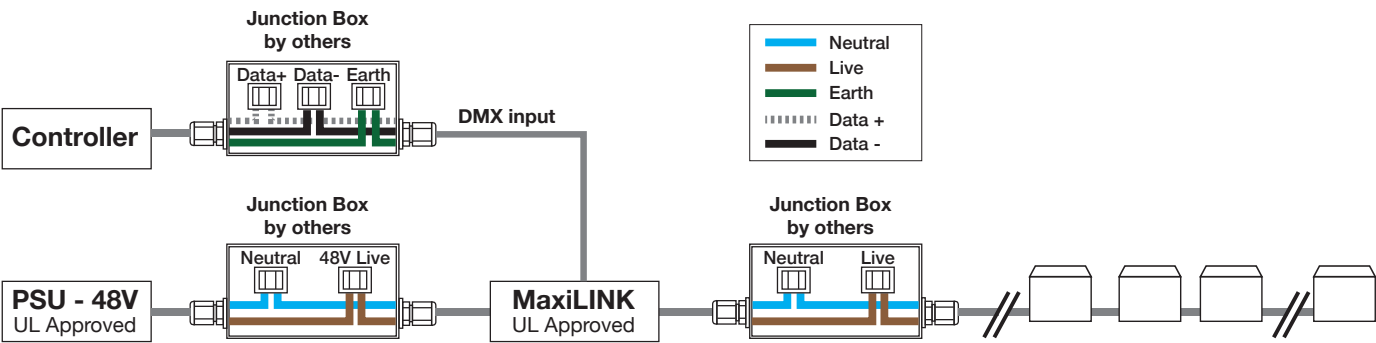 Junction Box
by others
Data+ Data- Earth
Controller
DMX input
Neutral
Live
Earth
Data +
Data -
Junction Box
by others
Neutral 48V Live
PSU - 48V
UL Approved
MaxiLINK
UL Approved
Junction Box
by others
Neutral Live